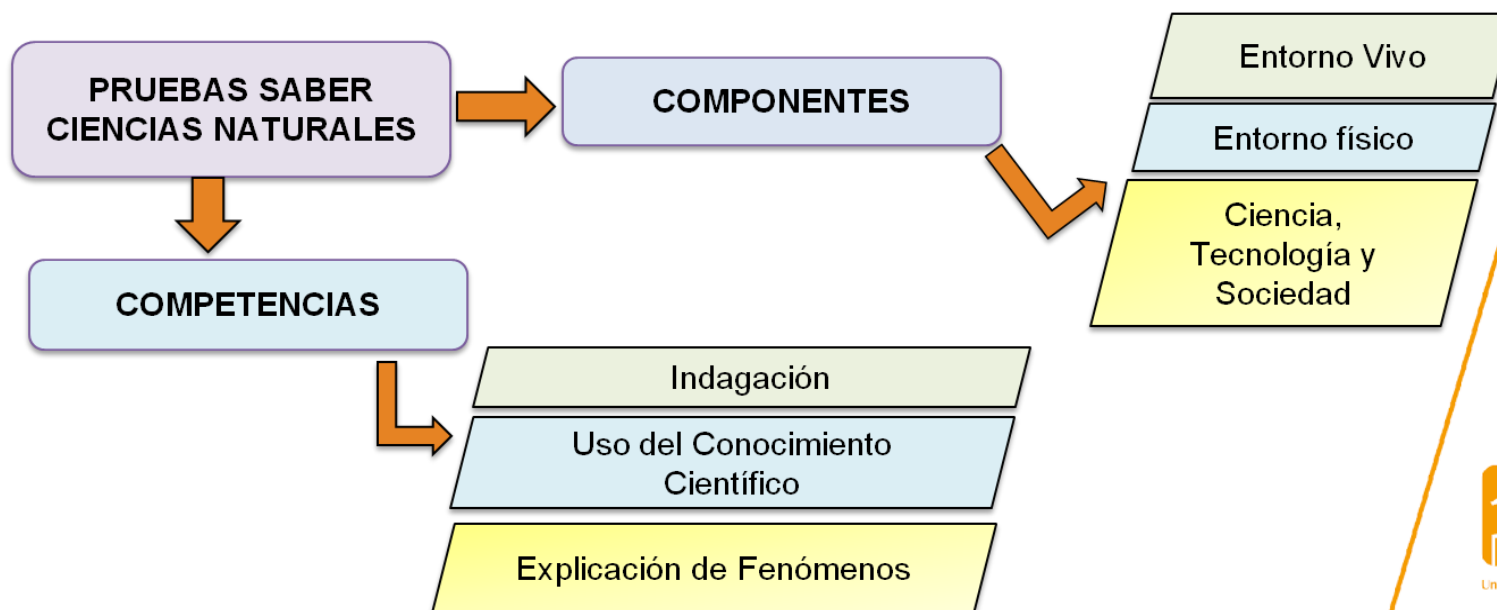 PRUEBAS SABER
CIENCIAS NATURALES
COMPONENTES
Entorno Vivo
Entorno físico
Ciencia,
Tecnología y
Sociedad
COMPETENCIAS
Indagación
Uso del Conocimiento
Científico
Explicación de Fenómenos